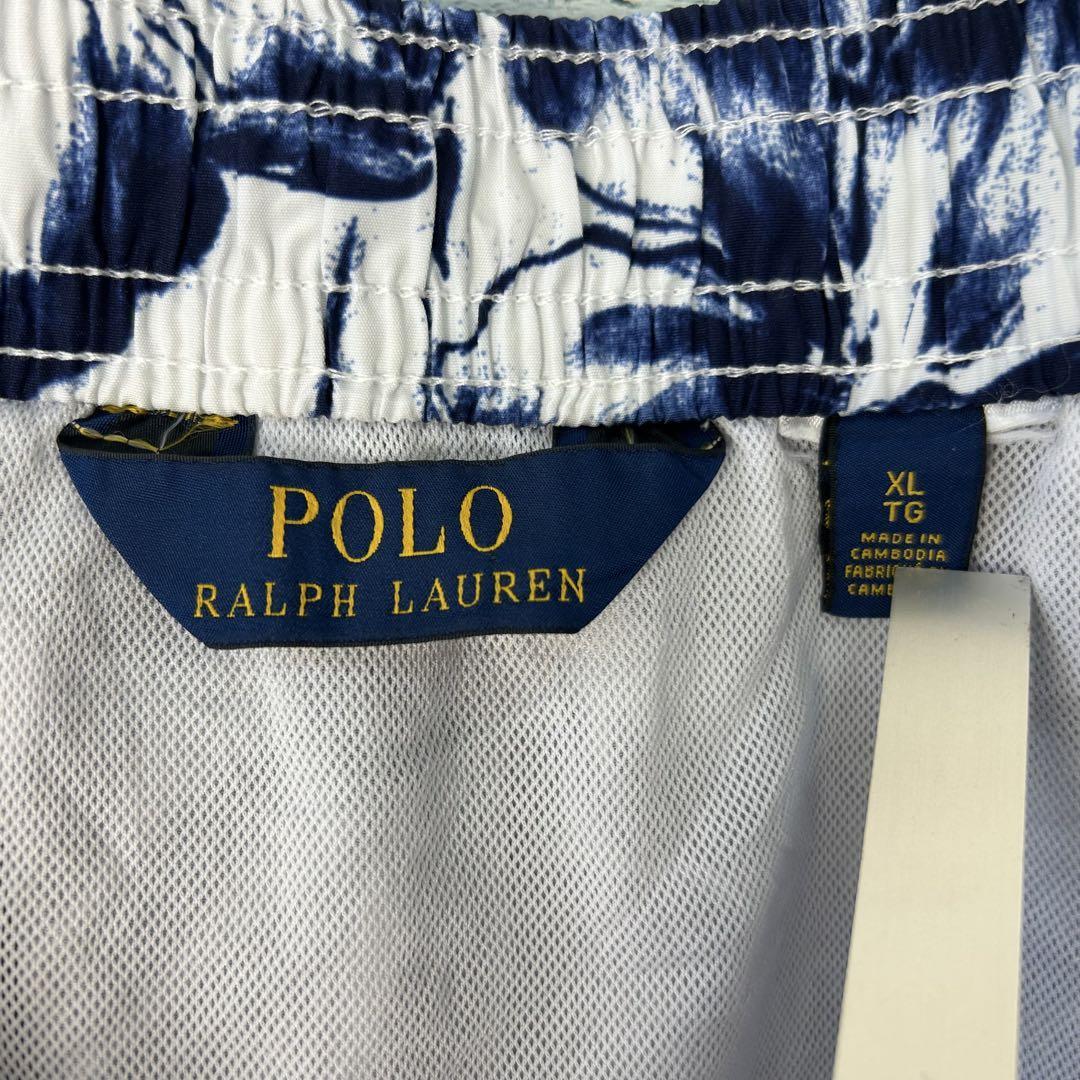 POLO
RALPH LAUREN
XL
TG
MADE IN
CAMBODIA